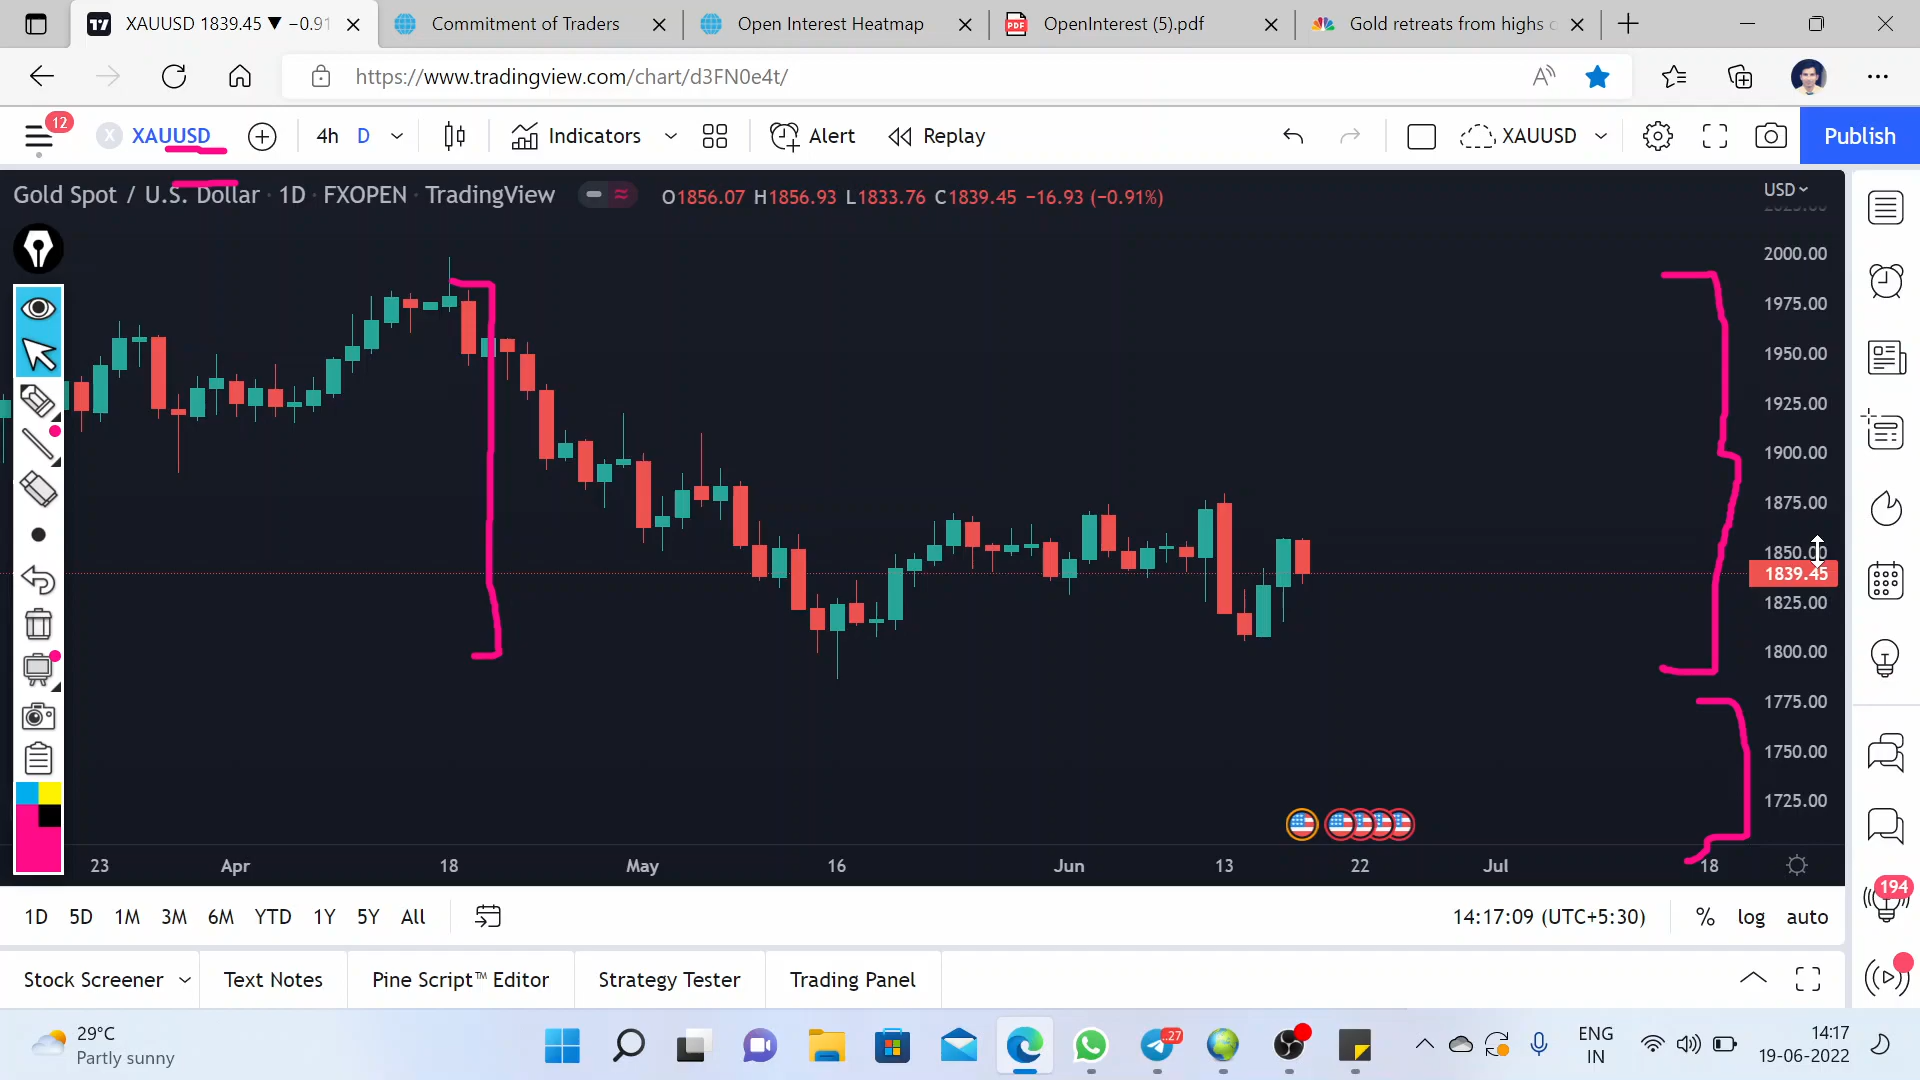 XAUUSD 1839.45 ▼ −0.91
Commitment of Traders
Open Interest Heatmap
PDF
OpenInterest (5).pdf
Gold retreats from highs
https://www.tradingview.com/chart/d3FN0e4t/
12
X
XAUUSD
4h
D
Indicators
Alert
Replay
XAUUSD
Publish
Gold Spot / U.S. Dollar · 1D · FXOPEN · TradingView
O1856.07 H1856.93 L1833.76 C1839.45 −16.93 (−0.91%)
USD
2000.00
1975.00
1950.00
1925.00
1900.00
1875.00
1850.00
1839.45
1825.00
1800.00
1775.00
1750.00
1725.00
23
Apr
18
May
16
Jun
13
22
Jul
18
194
1D 5D 1M 3M 6M YTD 1Y 5Y All
14:17:09 (UTC+5:30)
% log auto
Stock Screener
Text Notes
Pine Script™ Editor
Strategy Tester
Trading Panel
29°C
Partly sunny
..27
ENG
IN
14:17
19-06-2022